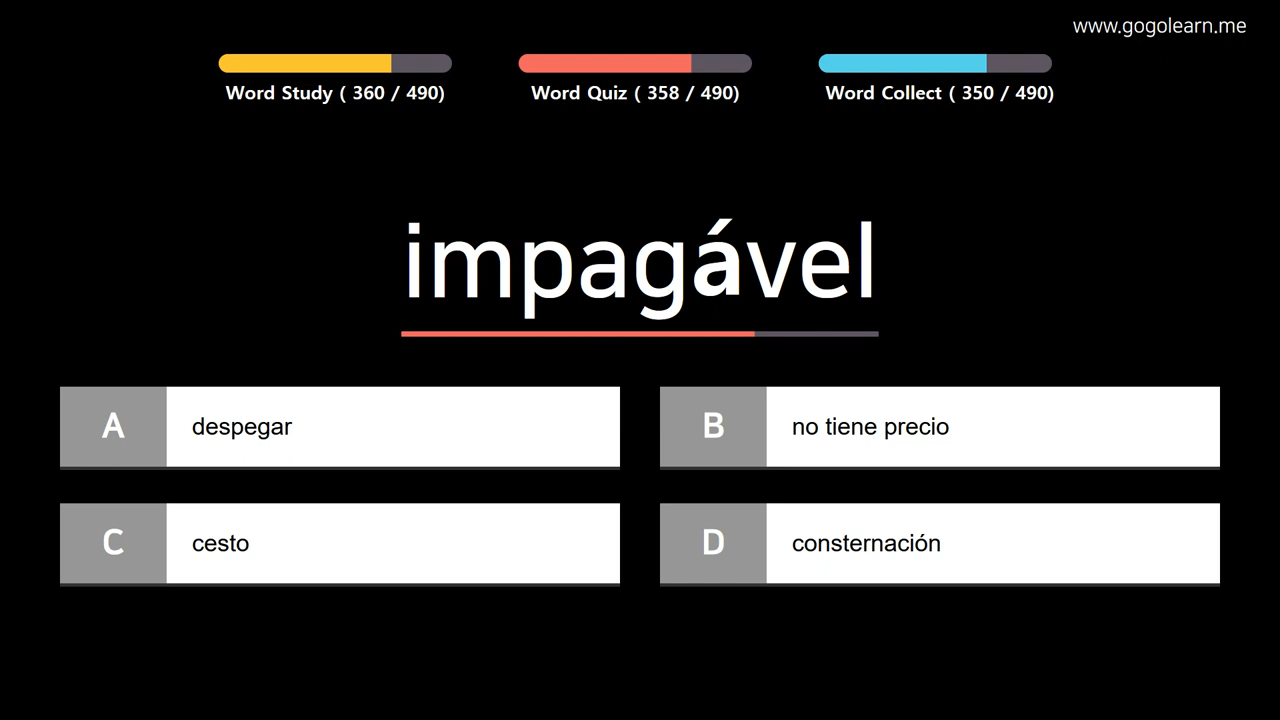 www.gogolearn.me
Word Study ( 360 / 490)
Word Quiz ( 358 / 490)
Word Collect ( 350 / 490)
impagável
A despegar
B no tiene precio
C cesto
D consternación